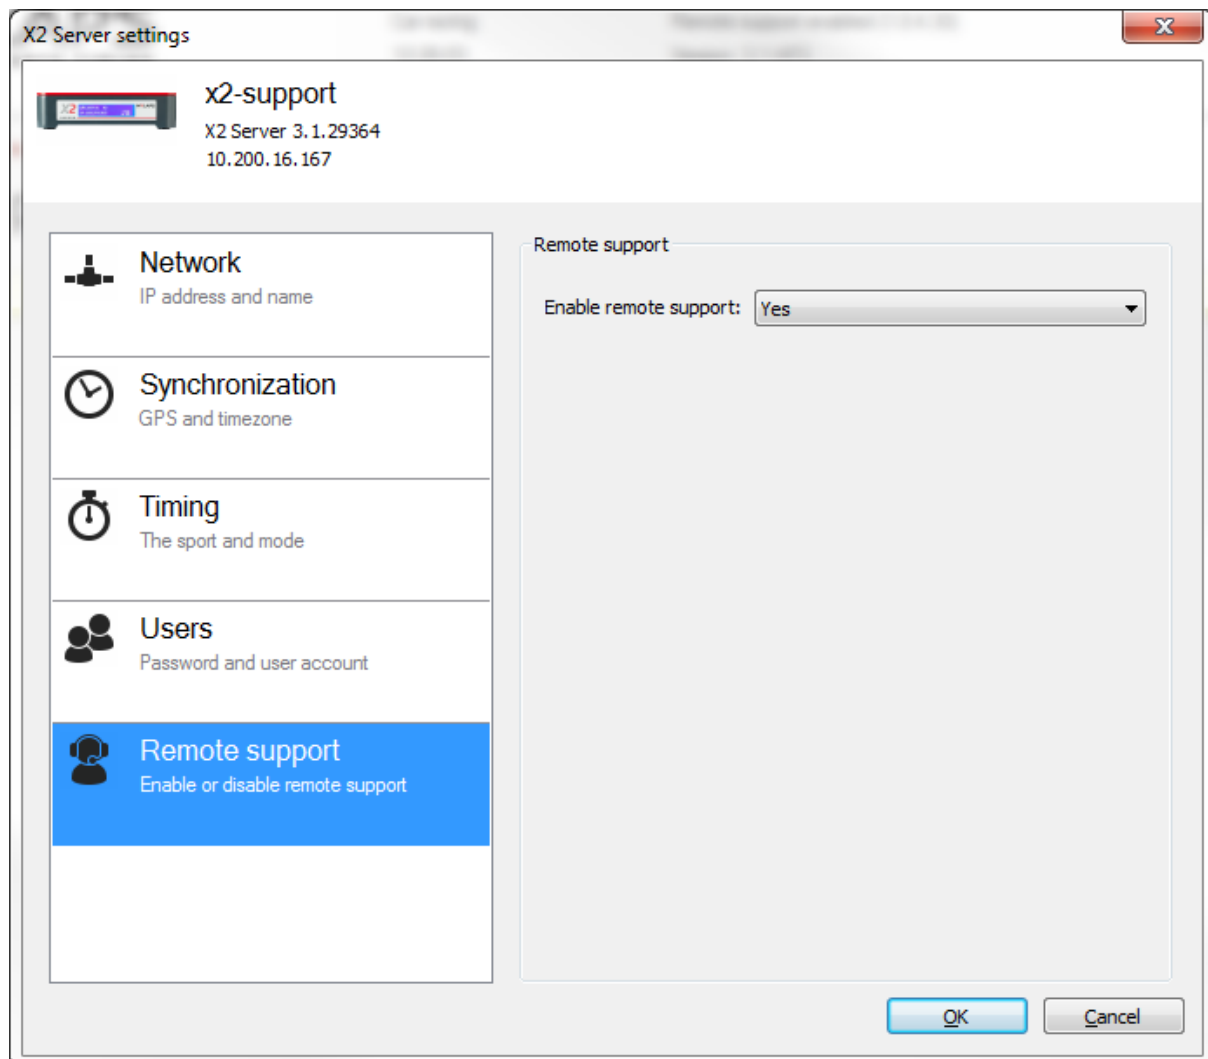 X2 Server settings
x2-support
X2 Server 3.1.29364
10.200.16.167
X2
Network
IP address and name
Synchronization
GPS and timezone
Timing
The sport and mode
Users
Password and user account
Remote support
Enable or disable remote support
Remote support
Enable remote support: Yes
OK
Cancel